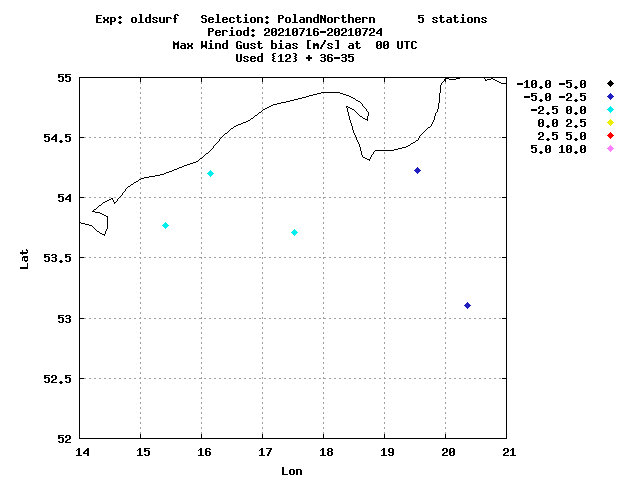 Exp: oldsurf   Selection: PolandNorthern      5 stations
Period: 20210716-20210724
Max Wind Gust bias [m/s] at  00 UTC
Used {12} + 36-35
-10.0 -5.0
-5.0 -2.5
-2.5 0.0
0.0 2.5
2.5 5.0
5.0 10.0
55
54.5
54
53.5
53
52.5
52
Lat
14 15 16 17 18 19 20 21
Lon